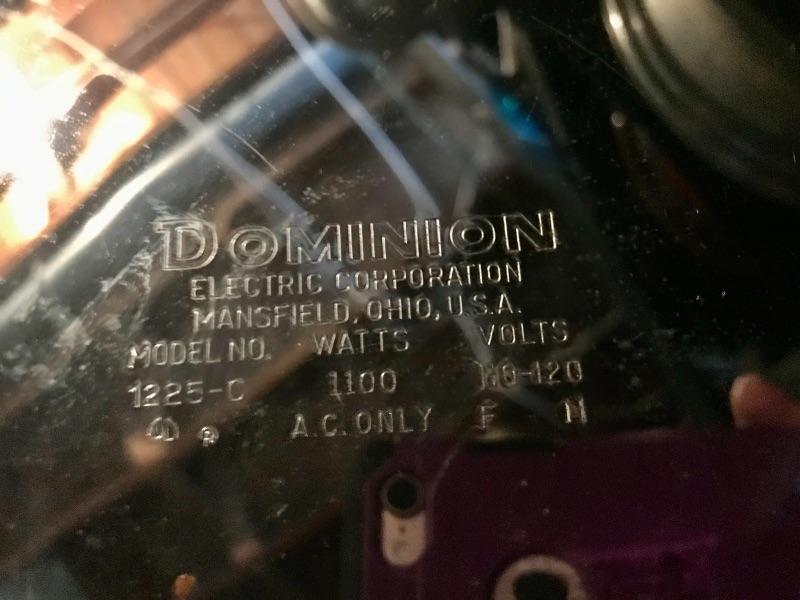 DOMINION
ELECTRIC CORPORATION
MANSFIELD, OHIO, U.S.A.
MODEL NO. WATTS VOLTS
1225-C 1100 110-120
A.C. ONLY F N